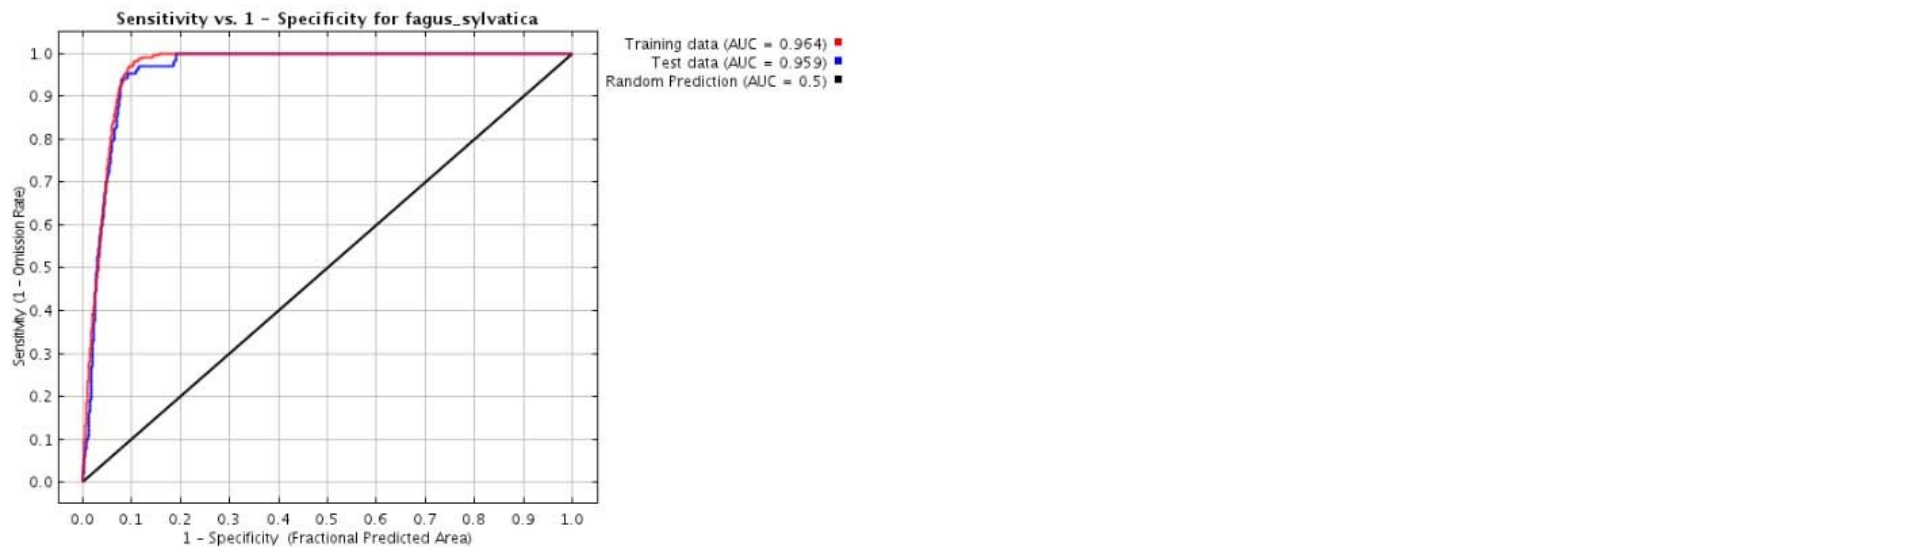 Sensitivity vs. 1 – Specificity for fagus_sylvatica
Training data (AUC = 0.964)
Test data (AUC = 0.959)
Random Prediction (AUC = 0.5)
Sensitivity (1 – Omission Rate)
1.0
0.9
0.8
0.7
0.6
0.5
0.4
0.3
0.2
0.1
0.0
0.0 0.1 0.2 0.3 0.4 0.5 0.6 0.7 0.8 0.9 1.0
1 – Specificity (Fractional Predicted Area)